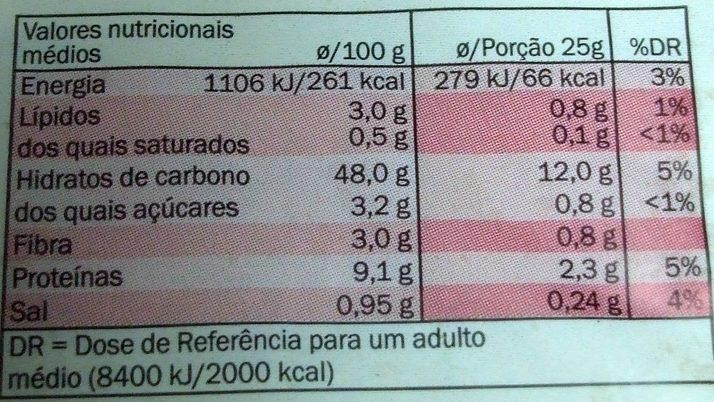 Valores nutricionais
médios ø/100 g ø/Porção 25g %DR
Energia 1106 kJ/261 kcal 279 kJ/66 kcal 3%
Lípidos 3,0 g 0,8 g 1%
dos quais saturados 0,5 g 0,1 g <1%
Hidratos de carbono 48,0 g 12,0 g 5%
dos quais açúcares 3,2 g 0,8 g <1%
Fibra 3,0 g 0,8 g
Proteínas 9,1 g 2,3 g 5%
Sal 0,95 g 0,24 g 4%
DR = Dose de Referência para um adulto
médio (8400 kJ/2000 kcal)